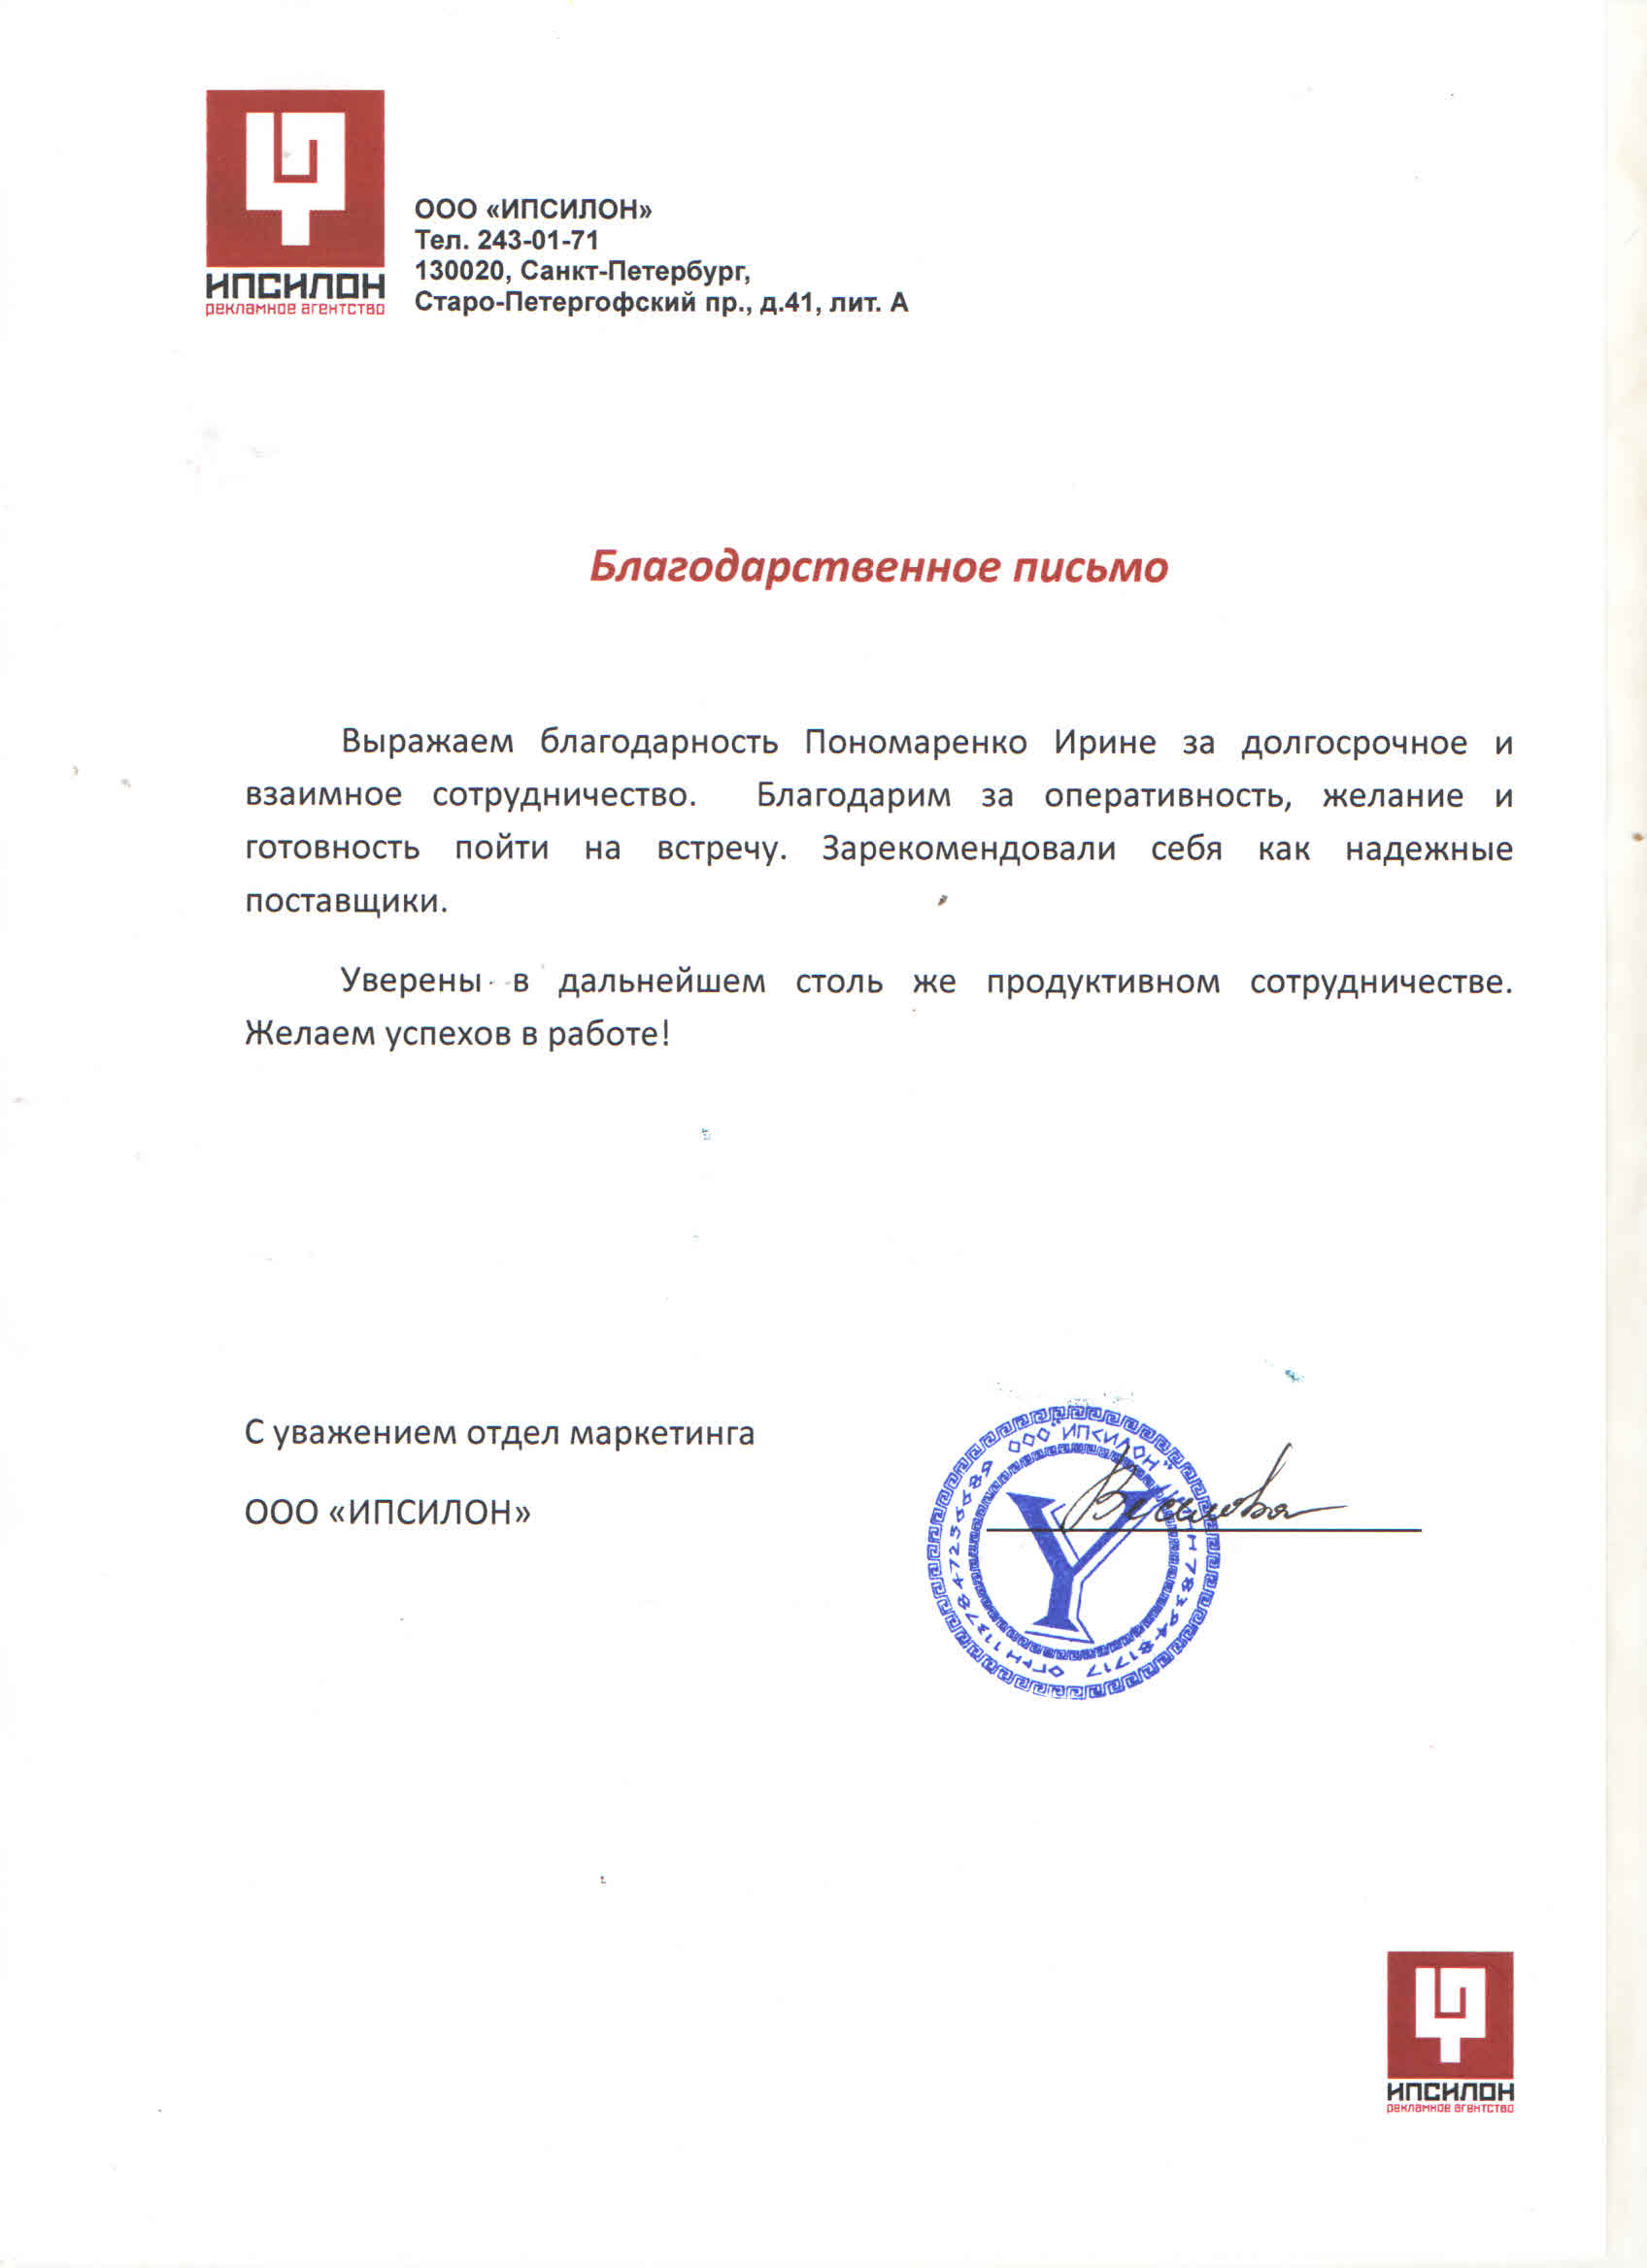 ИПСИЛОН
рекламное агентство
ООО «ИПСИЛОН»
Тел. 243-01-71
130020, Санкт-Петербург,
Старо-Петергофский пр., д.41, лит. А
Благодарственное письмо
Выражаем благодарность Пономаренко Ирине за долгосрочное и
взаимное сотрудничество. Благодарим за оперативность, желание и
готовность пойти на встречу. Зарекомендовали себя как надежные
поставщики.
Уверены в дальнейшем столь же продуктивном сотрудничестве.
Желаем успехов в работе!
С уважением отдел маркетинга
ООО «ИПСИЛОН»
ООО "ИПСИЛОН"
7839481717
ОГРН
Y
ИПСИЛОН
рекламное агентство